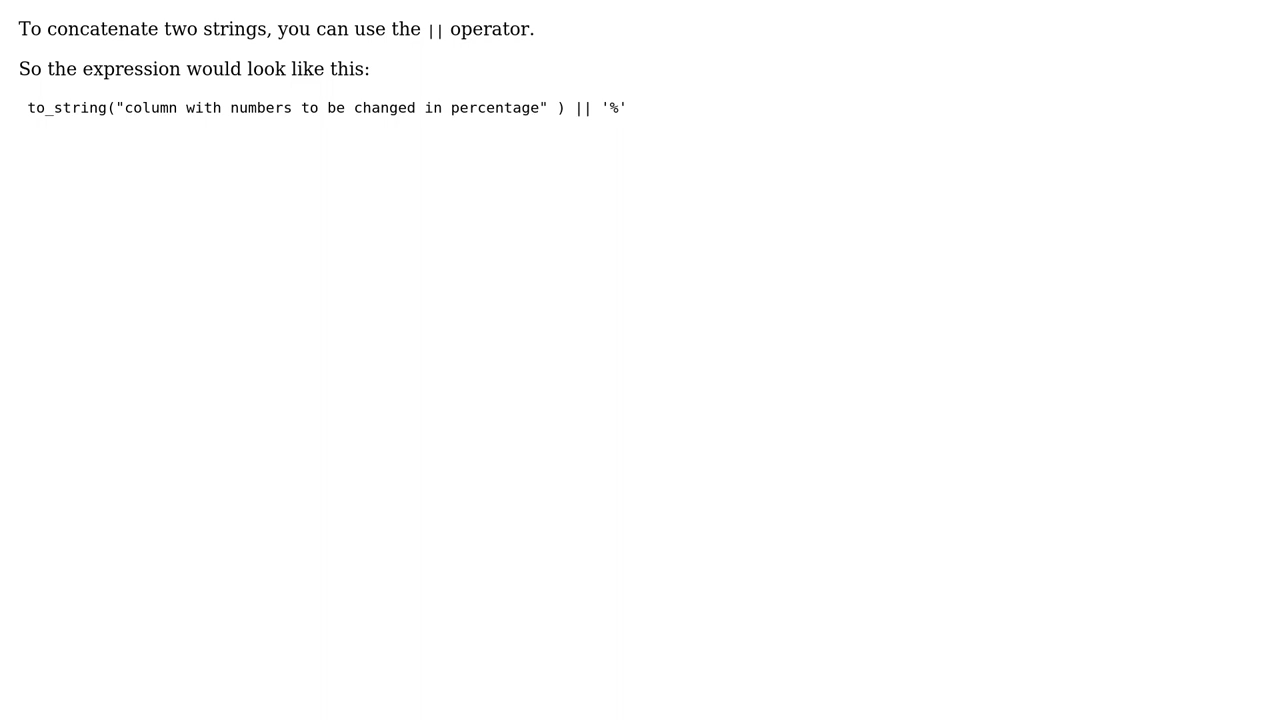 To concatenate two strings, you can use the || operator.
So the expression would look like this:
to_string("column with numbers to be changed in percentage" ) || '%'